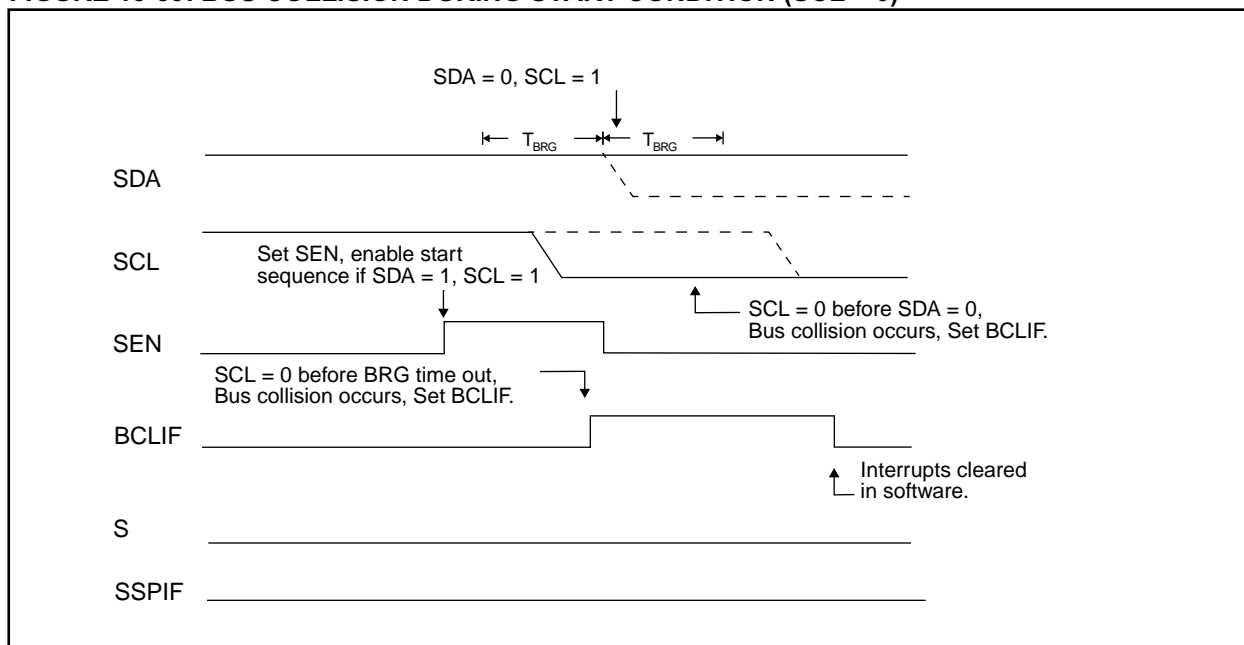 SDA = 0, SCL = 1
TBRG TBRG
SDA
SCL
Set SEN, enable start
sequence if SDA = 1, SCL = 1
SCL = 0 before SDA = 0,
Bus collision occurs, Set BCLIF.
SEN
SCL = 0 before BRG time out,
Bus collision occurs, Set BCLIF.
BCLIF
Interrupts cleared
in software.
S
SSPIF